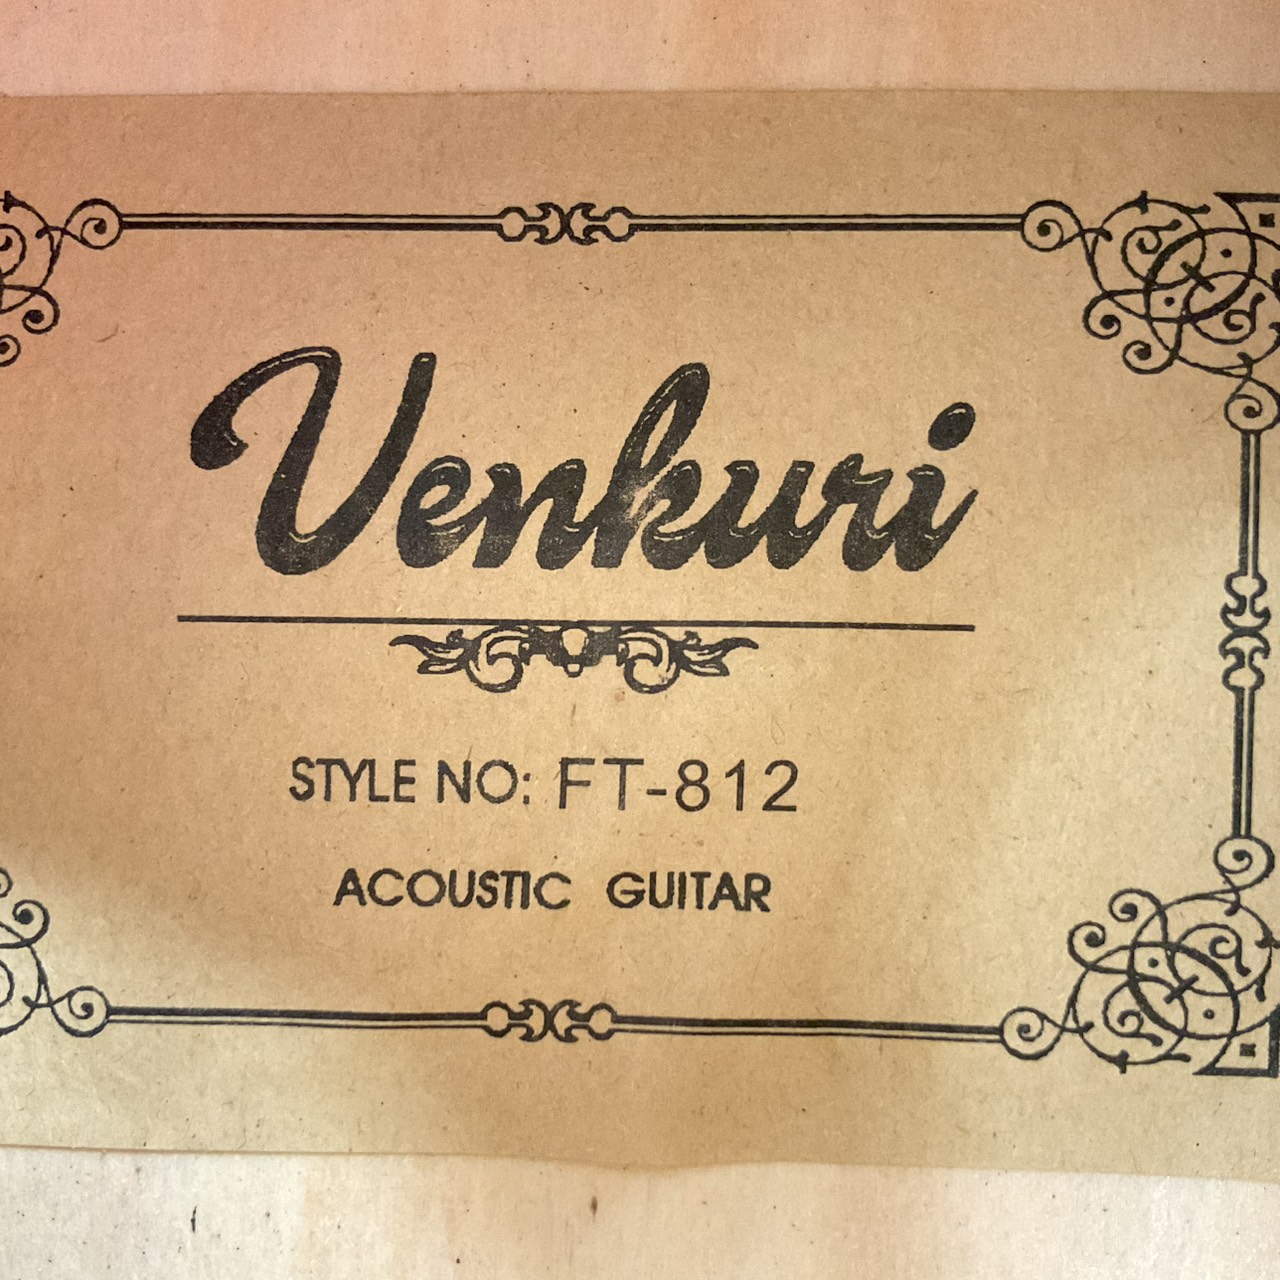 Venkuri
STYLE NO: FT-812
ACOUSTIC GUITAR